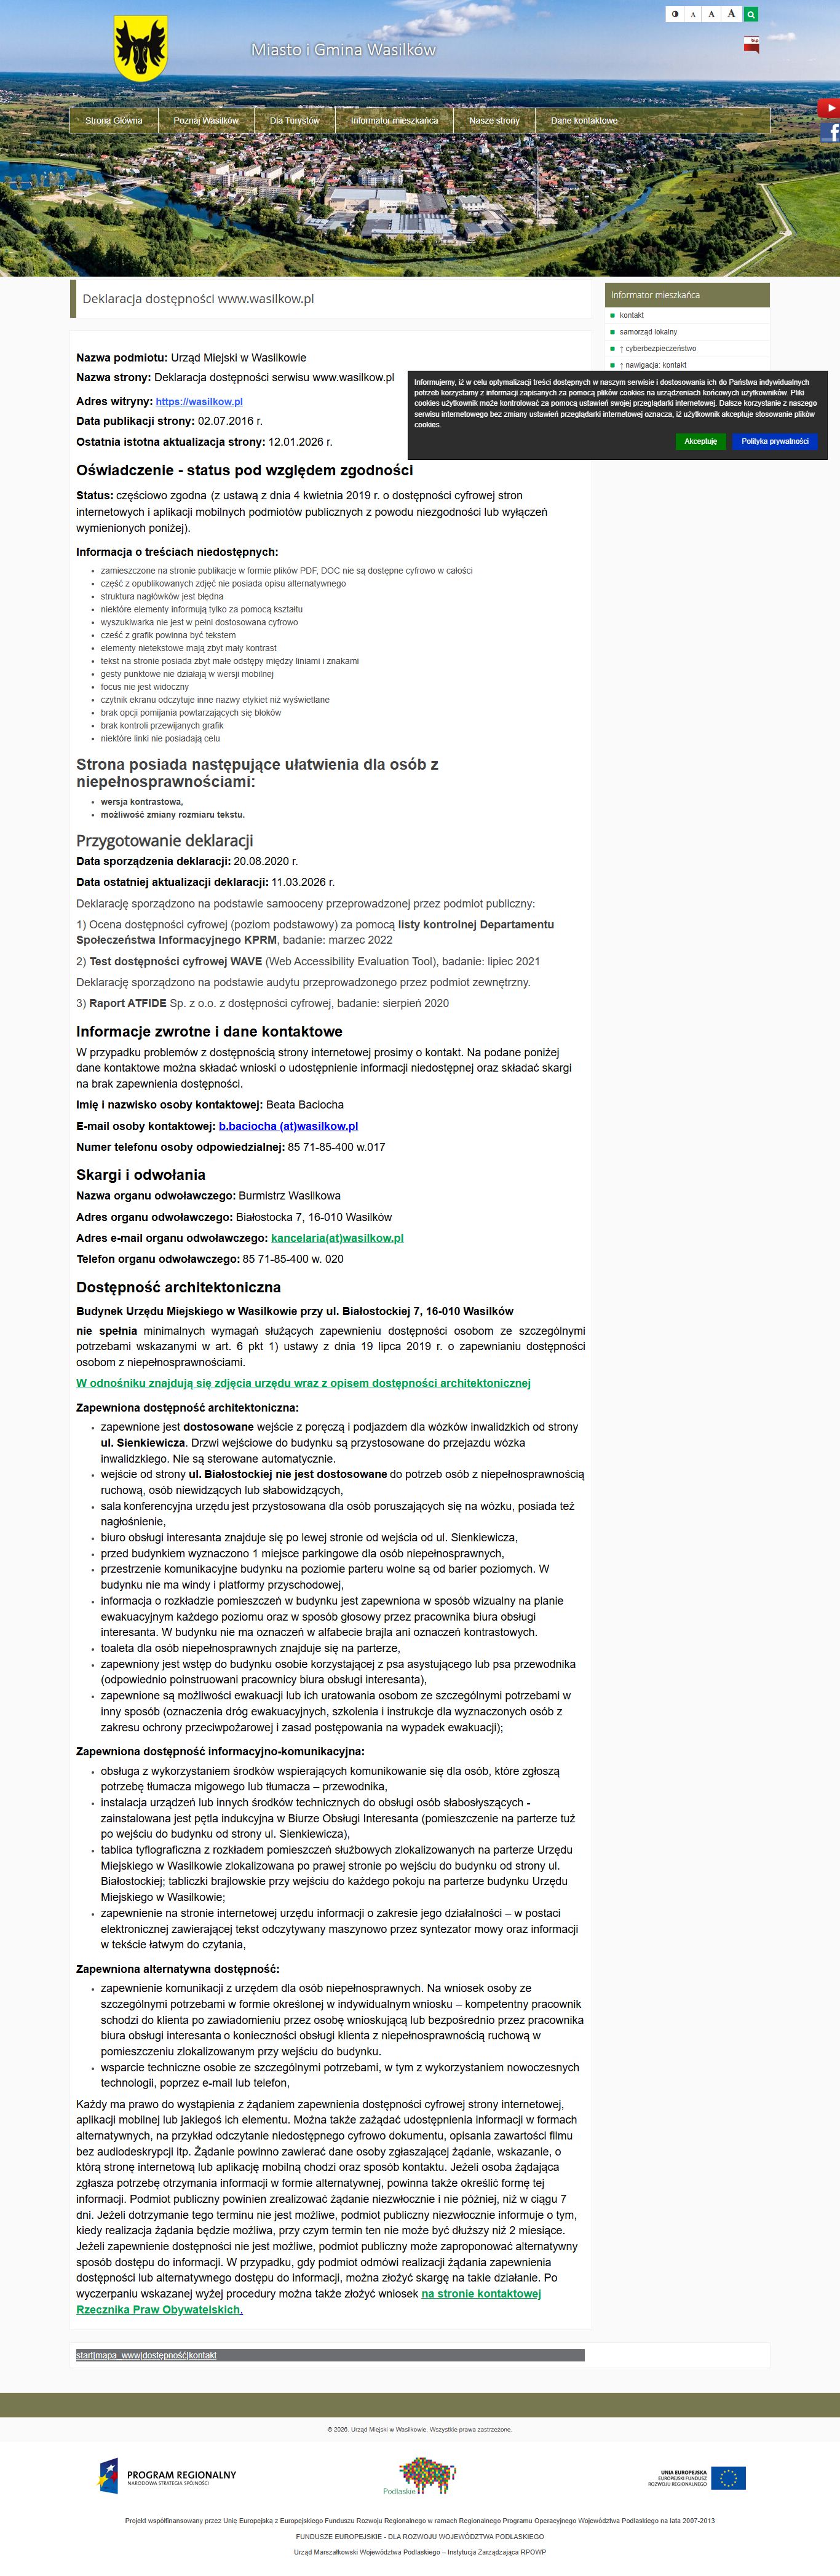 A A A
bip
Miasto i Gmina Wasilków
Strona Główna Poznaj Wasilków Dla Turystów Informator mieszkańca Nasze strony Dane kontaktowe
Deklaracja dostępności www.wasilkow.pl
Informator mieszkańca
kontakt
samorząd lokalny
↑ cyberbezpieczeństwo
↑ nawigacja: kontakt
Nazwa podmiotu: Urząd Miejski w Wasilkowie
Nazwa strony: Deklaracja dostępności serwisu www.wasilkow.pl
Adres witryny: https://wasilkow.pl
Data publikacji strony: 02.07.2016 r.
Ostatnia istotna aktualizacja strony: 12.01.2026 r.
Informujemy, iż w celu optymalizacji treści dostępnych w naszym serwisie i dostosowania ich do Państwa indywidualnych
potrzeb korzystamy z informacji zapisanych za pomocą plików cookies na urządzeniach końcowych użytkowników. Pliki
cookies użytkownik może kontrolować za pomocą ustawień swojej przeglądarki internetowej. Dalsze korzystanie z naszego
serwisu internetowego bez zmiany ustawień przeglądarki internetowej oznacza, iż użytkownik akceptuje stosowanie plików
cookies.
Akceptuję Polityka prywatności
Oświadczenie - status pod względem zgodności
Status: częściowo zgodna (z ustawą z dnia 4 kwietnia 2019 r. o dostępności cyfrowej stron
internetowych i aplikacji mobilnych podmiotów publicznych z powodu niezgodności lub wyłączeń
wymienionych poniżej).
Informacja o treściach niedostępnych:
zamieszczone na stronie publikacje w formie plików PDF, DOC nie są dostępne cyfrowo w całości
część z opublikowanych zdjęć nie posiada opisu alternatywnego
struktura nagłówków jest błędna
niektóre elementy informują tylko za pomocą kształtu
wyszukiwarka nie jest w pełni dostosowana cyfrowo
cześć z grafik powinna być tekstem
elementy nietekstowe mają zbyt mały kontrast
tekst na stronie posiada zbyt małe odstępy między liniami i znakami
gesty punktowe nie działają w wersji mobilnej
focus nie jest widoczny
czytnik ekranu odczytuje inne nazwy etykiet niż wyświetlane
brak opcji pomijania powtarzających się bloków
brak kontroli przewijanych grafik
niektóre linki nie posiadają celu
Strona posiada następujące ułatwienia dla osób z
niepełnosprawnościami:
wersja kontrastowa,
możliwość zmiany rozmiaru tekstu.
Przygotowanie deklaracji
Data sporządzenia deklaracji: 20.08.2020 r.
Data ostatniej aktualizacji deklaracji: 11.03.2026 r.
Deklarację sporządzono na podstawie samooceny przeprowadzonej przez podmiot publiczny:
1) Ocena dostępności cyfrowej (poziom podstawowy) za pomocą listy kontrolnej Departamentu
Społeczeństwa Informacyjnego KPRM, badanie: marzec 2022
2) Test dostępności cyfrowej WAVE (Web Accessibility Evaluation Tool), badanie: lipiec 2021
Deklarację sporządzono na podstawie audytu przeprowadzonego przez podmiot zewnętrzny.
3) Raport ATFIDE Sp. z o.o. z dostępności cyfrowej, badanie: sierpień 2020
Informacje zwrotne i dane kontaktowe
W przypadku problemów z dostępnością strony internetowej prosimy o kontakt. Na podane poniżej
dane kontaktowe można składać wnioski o udostępnienie informacji niedostępnej oraz składać skargi
na brak zapewnienia dostępności.
Imię i nazwisko osoby kontaktowej: Beata Baciocha
E-mail osoby kontaktowej: b.baciocha (at)wasilkow.pl
Numer telefonu osoby odpowiedzialnej: 85 71-85-400 w.017
Skargi i odwołania
Nazwa organu odwoławczego: Burmistrz Wasilkowa
Adres organu odwoławczego: Białostocka 7, 16-010 Wasilków
Adres e-mail organu odwoławczego: kancelaria(at)wasilkow.pl
Telefon organu odwoławczego: 85 71-85-400 w. 020
Dostępność architektoniczna
Budynek Urzędu Miejskiego w Wasilkowie przy ul. Białostockiej 7, 16-010 Wasilków
nie spełnia minimalnych wymagań służących zapewnieniu dostępności osobom ze szczególnymi
potrzebami wskazanymi w art. 6 pkt 1) ustawy z dnia 19 lipca 2019 r. o zapewnianiu dostępności
osobom z niepełnosprawnościami.
W odnośniku znajdują się zdjęcia urzędu wraz z opisem dostępności architektonicznej
Zapewniona dostępność architektoniczna:
zapewnione jest dostosowane wejście z poręczą i podjazdem dla wózków inwalidzkich od strony
ul. Sienkiewicza. Drzwi wejściowe do budynku są przystosowane do przejazdu wózka
inwalidzkiego. Nie są sterowane automatycznie.
wejście od strony ul. Białostockiej nie jest dostosowane do potrzeb osób z niepełnosprawnością
ruchową, osób niewidzących lub słabowidzących,
sala konferencyjna urzędu jest przystosowana dla osób poruszających się na wózku, posiada też
nagłośnienie,
biuro obsługi interesanta znajduje się po lewej stronie od wejścia od ul. Sienkiewicza,
przed budynkiem wyznaczono 1 miejsce parkingowe dla osób niepełnosprawnych,
przestrzenie komunikacyjne budynku na poziomie parteru wolne są od barier poziomych. W
budynku nie ma windy i platformy przyschodowej,
informacja o rozkładzie pomieszczeń w budynku jest zapewniona w sposób wizualny na planie
ewakuacyjnym każdego poziomu oraz w sposób głosowy przez pracownika biura obsługi
interesanta. W budynku nie ma oznaczeń w alfabecie brajla ani oznaczeń kontrastowych.
toaleta dla osób niepełnosprawnych znajduje się na parterze,
zapewniony jest wstęp do budynku osobie korzystającej z psa asystującego lub psa przewodnika
(odpowiednio poinstruowani pracownicy biura obsługi interesanta),
zapewnione są możliwości ewakuacji lub ich uratowania osobom ze szczególnymi potrzebami w
inny sposób (oznaczenia dróg ewakuacyjnych, szkolenia i instrukcje dla wyznaczonych osób z
zakresu ochrony przeciwpożarowej i zasad postępowania na wypadek ewakuacji);
Zapewniona dostępność informacyjno-komunikacyjna:
obsługa z wykorzystaniem środków wspierających komunikowanie się dla osób, które zgłoszą
potrzebę tłumacza migowego lub tłumacza – przewodnika,
instalacja urządzeń lub innych środków technicznych do obsługi osób słabosłyszących -
zainstalowana jest pętla indukcyjna w Biurze Obsługi Interesanta (pomieszczenie na parterze tuż
po wejściu do budynku od strony ul. Sienkiewicza),
tablica tyflograficzna z rozkładem pomieszczeń służbowych zlokalizowanych na parterze Urzędu
Miejskiego w Wasilkowie zlokalizowana po prawej stronie po wejściu do budynku od strony ul.
Białostockiej; tabliczki brajlowskie przy wejściu do każdego pokoju na parterze budynku Urzędu
Miejskiego w Wasilkowie;
zapewnienie na stronie internetowej urzędu informacji o zakresie jego działalności – w postaci
elektronicznej zawierającej tekst odczytywany maszynowo przez syntezator mowy oraz informacji
w tekście łatwym do czytania,
Zapewniona alternatywna dostępność:
zapewnienie komunikacji z urzędem dla osób niepełnosprawnych. Na wniosek osoby ze
szczególnymi potrzebami w formie określonej w indywidualnym wniosku – kompetentny pracownik
schodzi do klienta po zawiadomieniu przez osobę wnioskującą lub bezpośrednio przez pracownika
biura obsługi interesanta o konieczności obsługi klienta z niepełnosprawnością ruchową w
pomieszczeniu zlokalizowanym przy wejściu do budynku.
wsparcie techniczne osobie ze szczególnymi potrzebami, w tym z wykorzystaniem nowoczesnych
technologii, poprzez e-mail lub telefon,
Każdy ma prawo do wystąpienia z żądaniem zapewnienia dostępności cyfrowej strony internetowej,
aplikacji mobilnej lub jakiegoś ich elementu. Można także zażądać udostępnienia informacji w formach
alternatywnych, na przykład odczytanie niedostępnego cyfrowo dokumentu, opisania zawartości filmu
bez audiodeskrypcji itp. Żądanie powinno zawierać dane osoby zgłaszającej żądanie, wskazanie, o
którą stronę internetową lub aplikację mobilną chodzi oraz sposób kontaktu. Jeżeli osoba żądająca
zgłasza potrzebę otrzymania informacji w formie alternatywnej, powinna także określić formę tej
informacji. Podmiot publiczny powinien zrealizować żądanie niezwłocznie i nie później, niż w ciągu 7
dni. Jeżeli dotrzymanie tego terminu nie jest możliwe, podmiot publiczny niezwłocznie informuje o tym,
kiedy realizacja żądania będzie możliwa, przy czym termin ten nie może być dłuższy niż 2 miesiące.
Jeżeli zapewnienie dostępności nie jest możliwe, podmiot publiczny może zaproponować alternatywny
sposób dostępu do informacji. W przypadku, gdy podmiot odmówi realizacji żądania zapewnienia
dostępności lub alternatywnego dostępu do informacji, można złożyć skargę na takie działanie. Po
wyczerpaniu wskazanej wyżej procedury można także złożyć wniosek na stronie kontaktowej
Rzecznika Praw Obywatelskich.
start|mapa_www|dostępność|kontakt
© 2026. Urząd Miejski w Wasilkowie. Wszystkie prawa zastrzeżone.
PROGRAM REGIONALNY
NARODOWA STRATEGIA SPÓJNOŚCI
Podlaskie
UNIA EUROPEJSKA
EUROPEJSKI FUNDUSZ
ROZWOJU REGIONALNEGO
Projekt współfinansowany przez Unię Europejską z Europejskiego Funduszu Rozwoju Regionalnego w ramach Regionalnego Programu Operacyjnego Województwa Podlaskiego na lata 2007-2013
FUNDUSZE EUROPEJSKIE - DLA ROZWOJU WOJEWÓDZTWA PODLASKIEGO
Urząd Marszałkowski Województwa Podlaskiego – Instytucja Zarządzająca RPOWP